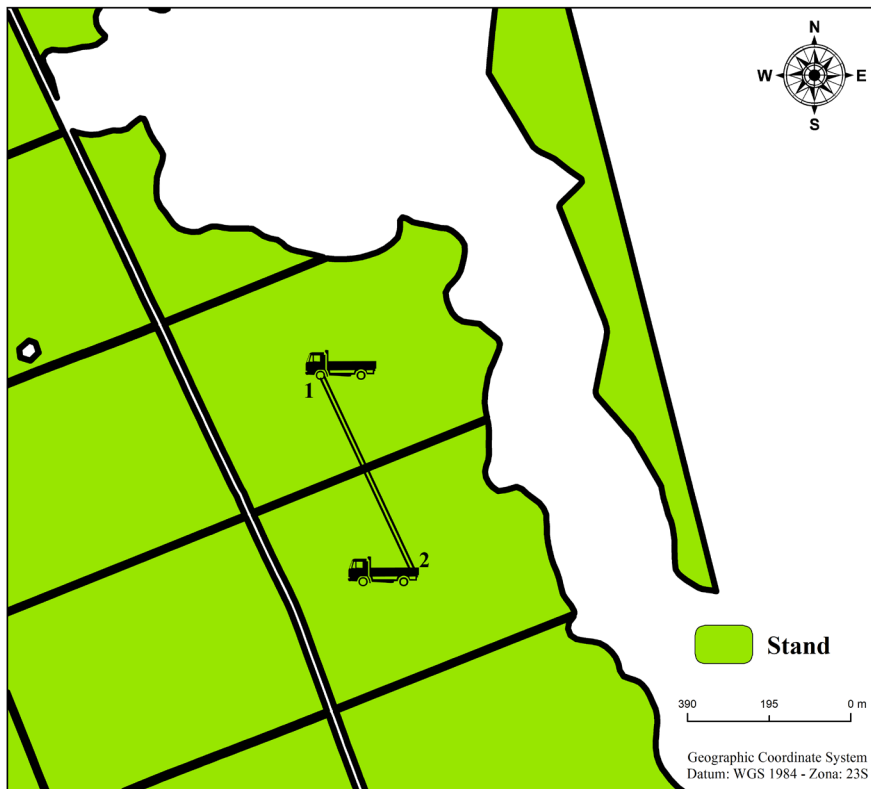 N
W E
S
1
2
Stand
390 195 0 m
Geographic Coordinate System
Datum: WGS 1984 - Zona: 23S